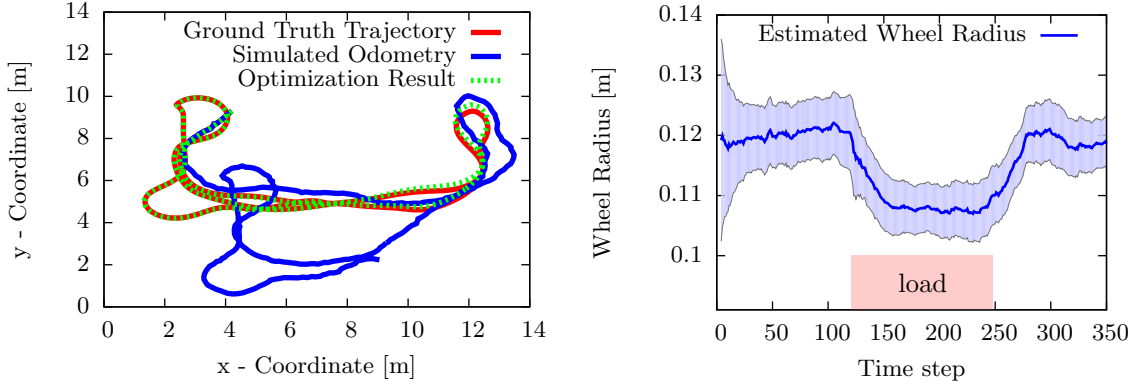 14
12
10
8
6
4
2
0
y - Coordinate [m]
Ground Truth Trajectory
Simulated Odometry
Optimization Result
0 2 4 6 8 10 12 14
x - Coordinate [m]
0.14
0.13
0.12
0.11
0.1
Wheel Radius [m]
Estimated Wheel Radius
load
0 50 100 150 200 250 300 350
Time step